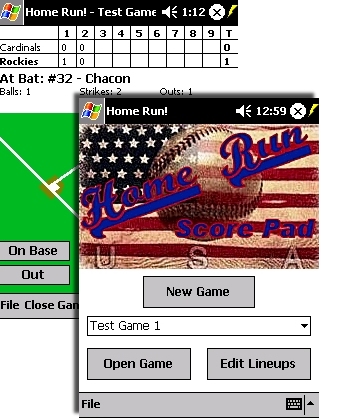 Home Run! - Test Game 1:12
1 2 3 4 5 6 7 8 9 T
Cardinals 0 0 0
Rockies 1 0 1
At Bat: #32 - Chacon
Balls: 1 Strikes: 2 Outs: 1
On Base
Out
File Close
Home Run! 12:59
Home Run
Score Pad
U S A
New Game
Test Game 1
Open Game Edit Lineups
File